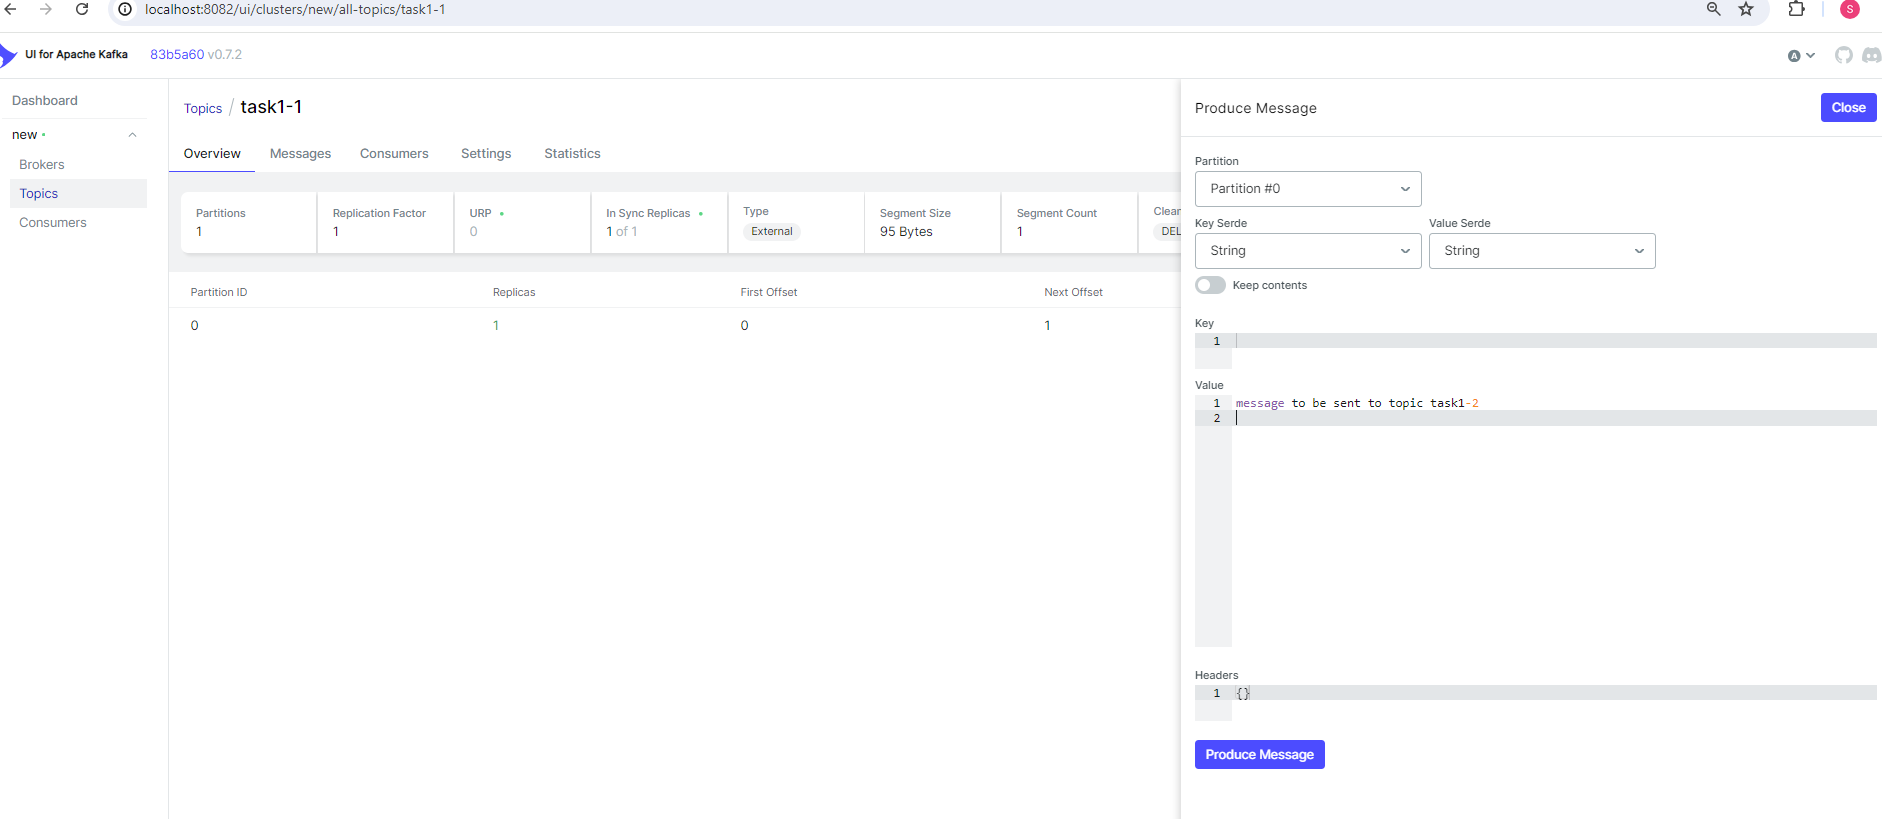 localhost:8082/ui/clusters/new/all-topics/task1-1
S
UI for Apache Kafka 83b5a60 v0.7.2
A
Dashboard
new
Brokers
Topics
Consumers
Topics / task1-1
Overview Messages Consumers Settings Statistics
Partitions
1
Replication Factor
1
URP
0
In Sync Replicas
1 of 1
Type
External
Segment Size
95 Bytes
Segment Count
1
Clear
DEL
Partition ID Replicas First Offset Next Offset
0 1 0 1
Produce Message
Close
Partition
Partition #0
Key Serde Value Serde
String String
Keep contents
Key
1
Value
1 message to be sent to topic task1-2
2
Headers
1 {}
Produce Message